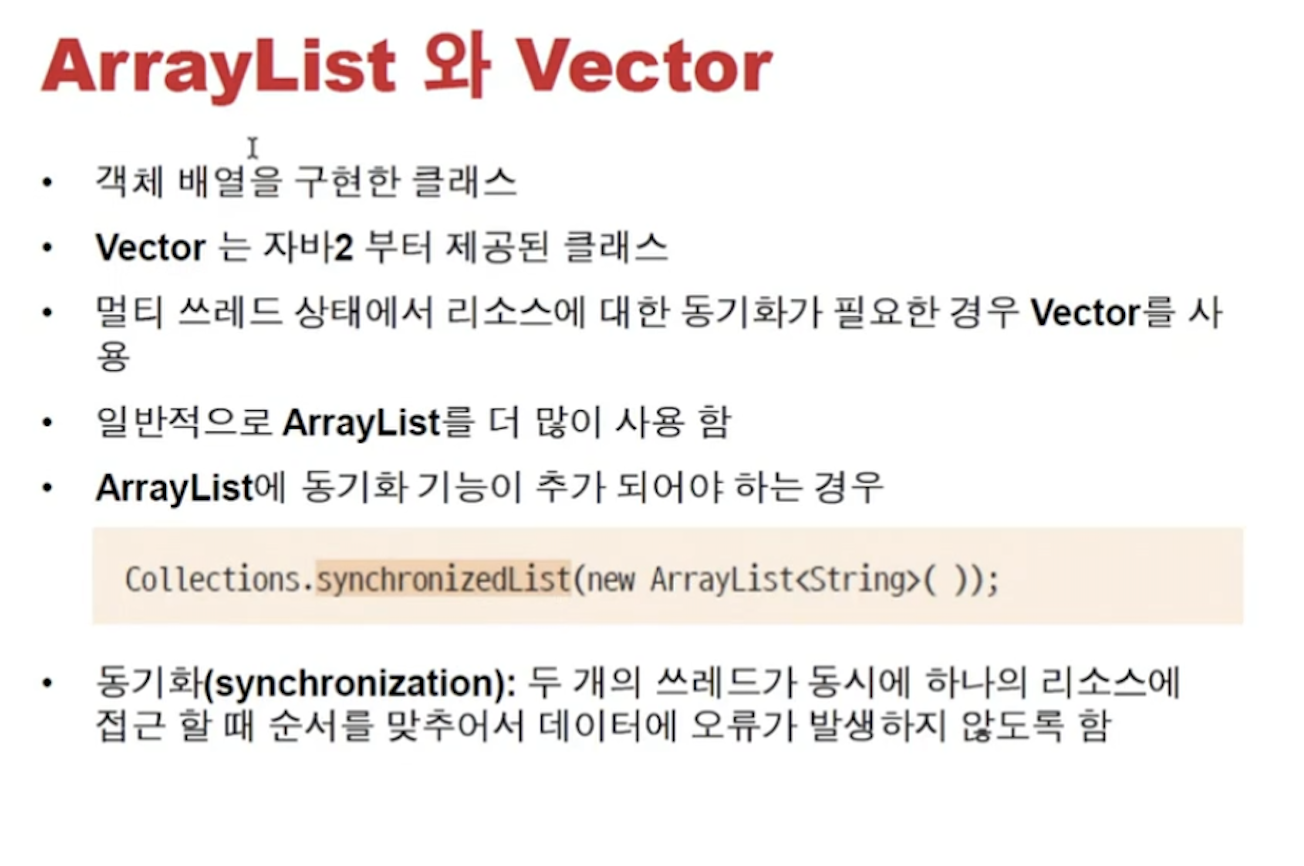 ArrayList 와 Vector
• 객체 배열을 구현한 클래스
• Vector 는 자바2 부터 제공된 클래스
• 멀티 쓰레드 상태에서 리소스에 대한 동기화가 필요한 경우 Vector를 사
용
• 일반적으로 ArrayList를 더 많이 사용 함
• ArrayList에 동기화 기능이 추가 되어야 하는 경우
Collections.synchronizedList(new ArrayList<String>( ));
• 동기화(synchronization): 두 개의 쓰레드가 동시에 하나의 리소스에
접근 할 때 순서를 맞추어서 데이터에 오류가 발생하지 않도록 함